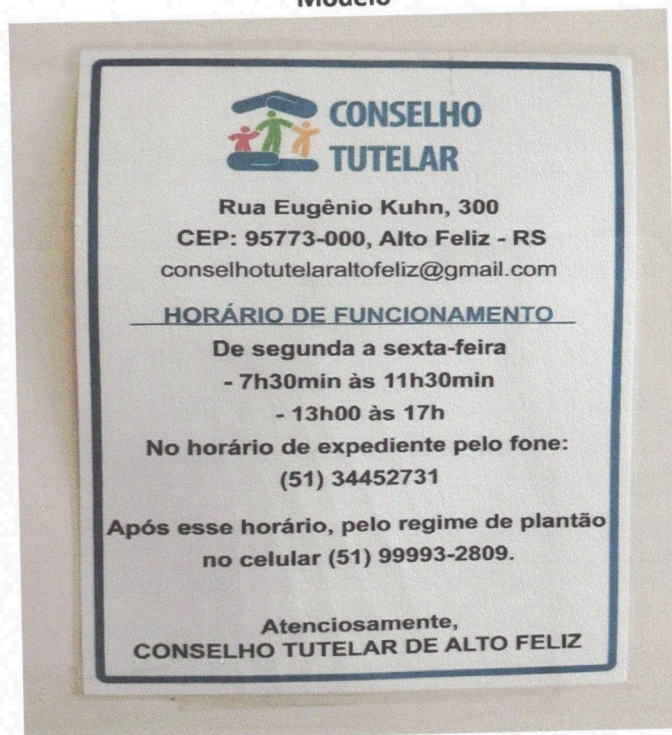 Modelo
CONSELHO
TUTELAR
Rua Eugênio Kuhn, 300
CEP: 95773-000, Alto Feliz - RS
conselhotutelaraltofeliz@gmail.com
HORÁRIO DE FUNCIONAMENTO
De segunda a sexta-feira
- 7h30min às 11h30min
- 13h00 às 17h
No horário de expediente pelo fone:
(51) 34452731
Após esse horário, pelo regime de plantão
no celular (51) 99993-2809.
Atenciosamente,
CONSELHO TUTELAR DE ALTO FELIZ